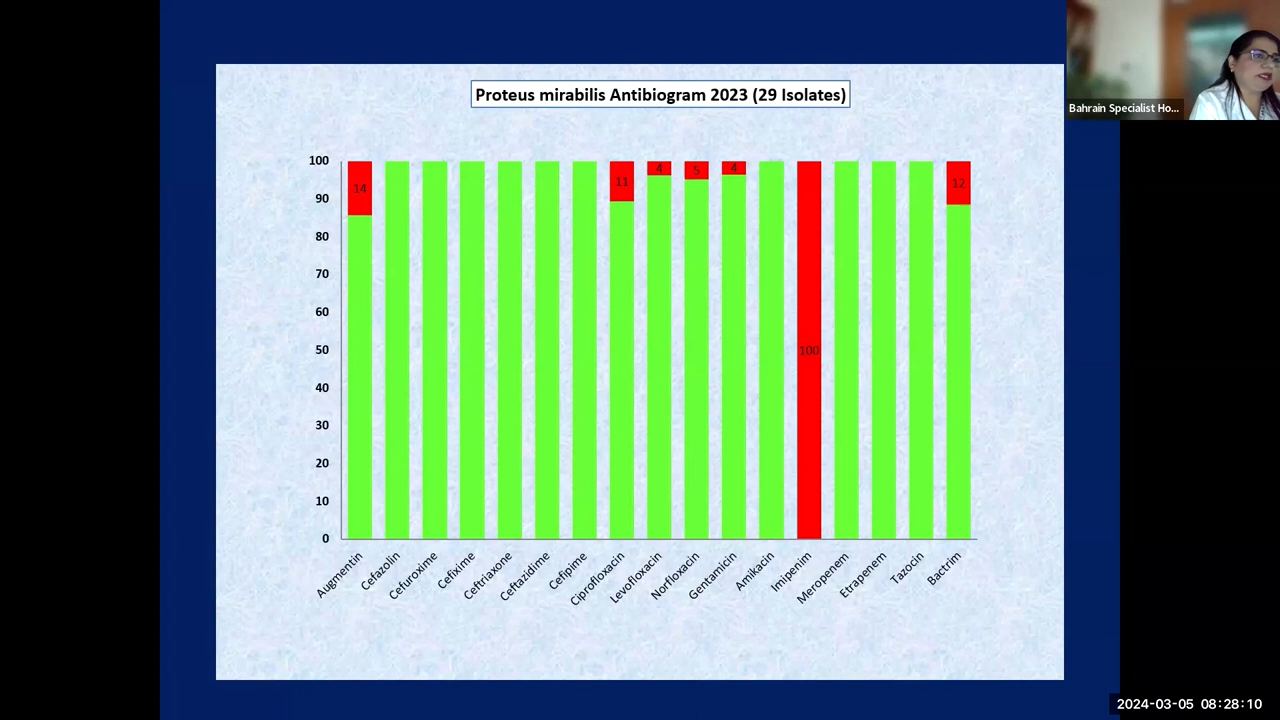 Proteus mirabilis Antibiogram 2023 (29 Isolates)
Bahrain Specialist Ho...
100
90
80
70
60
50
40
30
20
10
0
14
11
4
5
4
100
12
Augmentin
Cefazolin
Cefuroxime
Cefixime
Ceftriaxone
Ceftazidime
Cefipime
Ciprofloxacin
Levofloxacin
Norfloxacin
Gentamicin
Amikacin
Imipenim
Meropenem
Etrapenem
Tazocin
Bactrim
2024-03-05 08:28:10